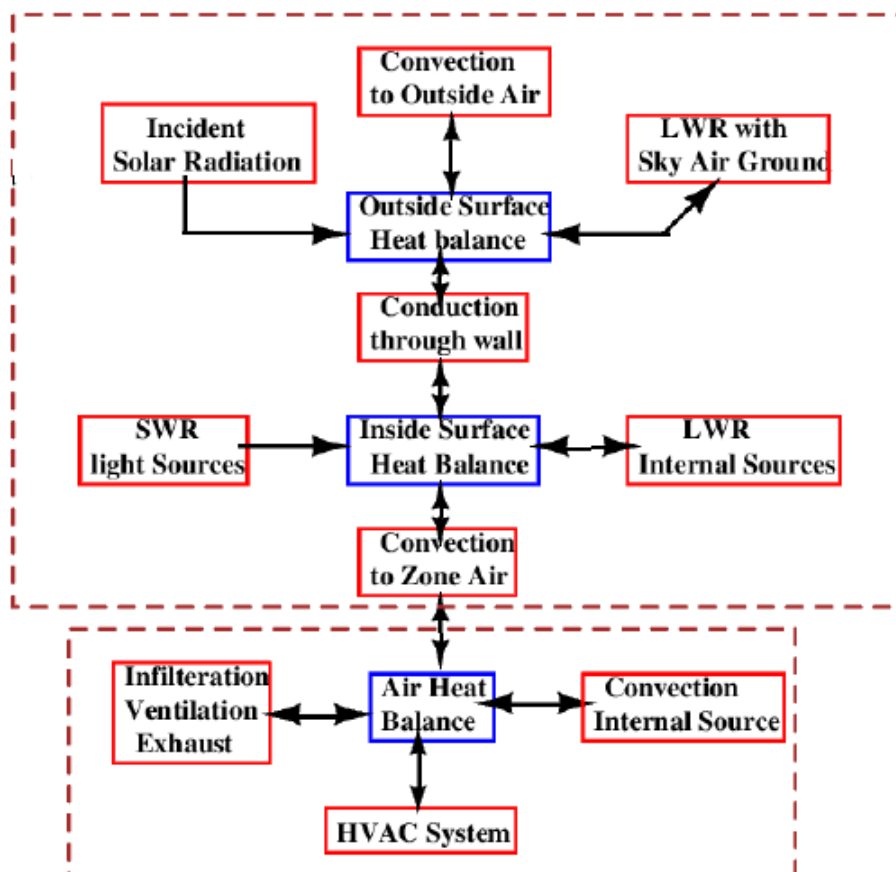 Convection
to Outside Air
Incident
Solar Radiation
LWR with
Sky Air Ground
Outside Surface
Heat balance
Conduction
through wall
SWR
light Sources
Inside Surface
Heat Balance
LWR
Internal Sources
Convection
to Zone Air
Infilteration
Ventilation
Exhaust
Air Heat
Balance
Convection
Internal Source
HVAC System